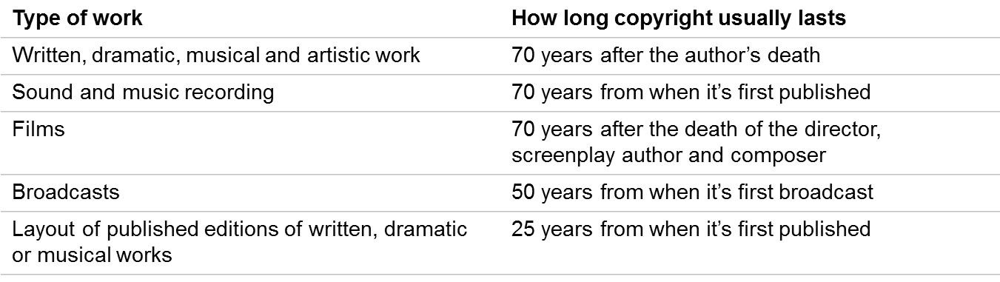 Type of work How long copyright usually lasts
Written, dramatic, musical and artistic work 70 years after the author’s death
Sound and music recording 70 years from when it’s first published
Films 70 years after the death of the director,
screenplay author and composer
Broadcasts 50 years from when it’s first broadcast
Layout of published editions of written, dramatic 25 years from when it’s first published
or musical works